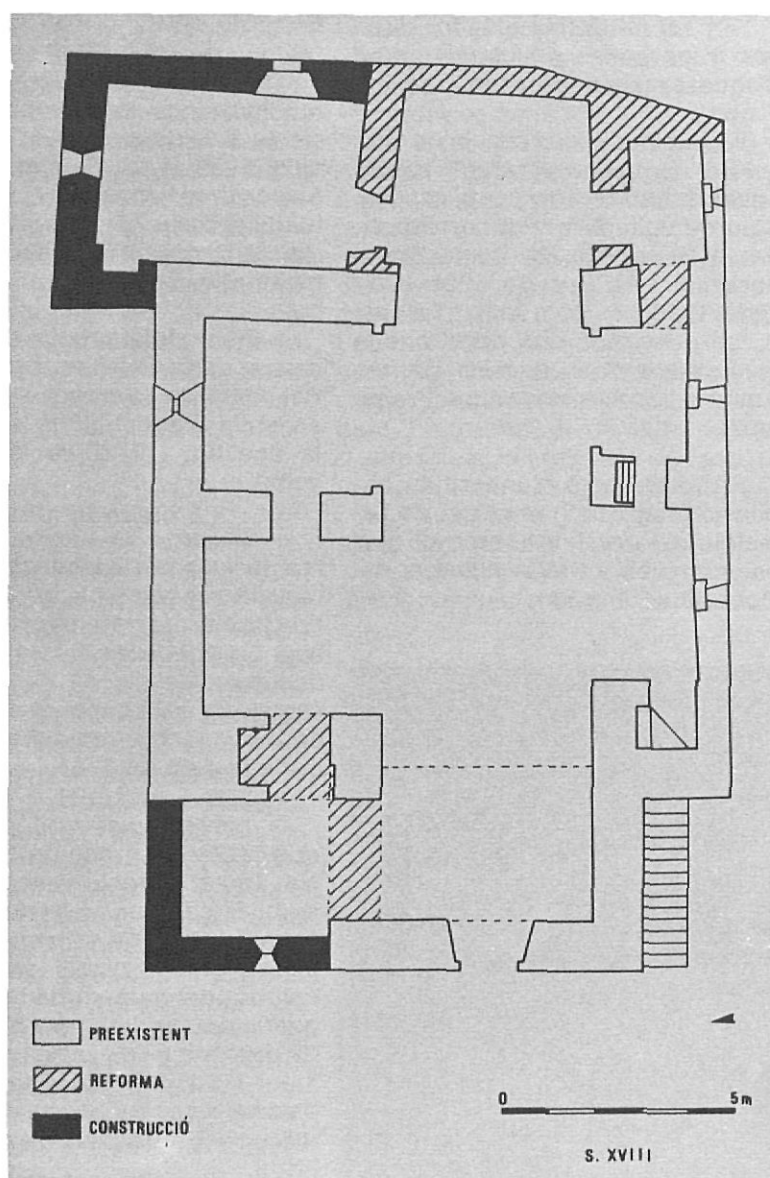 PREEXISTENT
REFORMA
CONSTRUCCIÓ
0 5m
S. XVIII